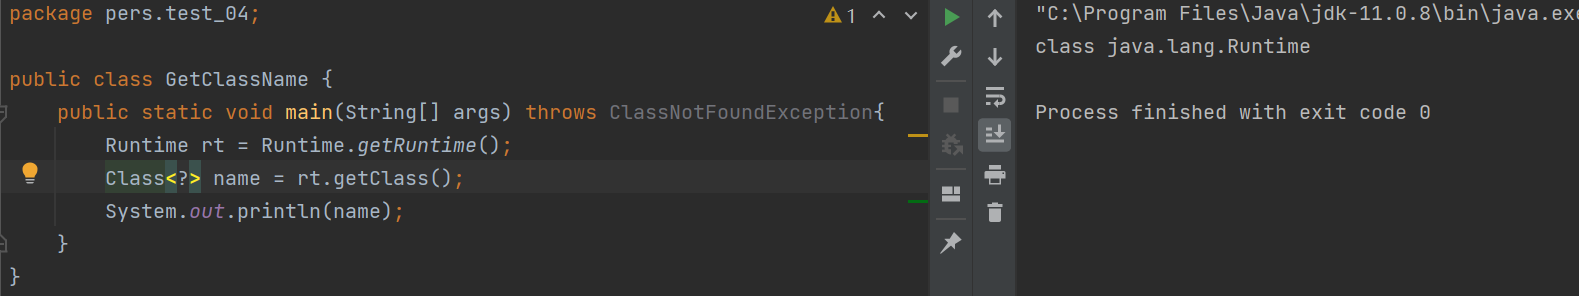 package pers.test_04;
1
public class GetClassName {
public static void main(String[] args) throws ClassNotFoundException{
Runtime rt = Runtime.getRuntime();
Class<?> name = rt.getClass();
System.out.println(name);
}
}
"C:\Program Files\Java\jdk-11.0.8\bin\java.exe
class java.lang.Runtime
Process finished with exit code 0